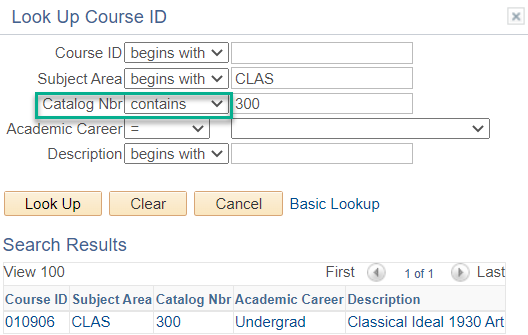 Look Up Course ID
Course ID begins with
Subject Area begins with CLAS
Catalog Nbr contains 300
Academic Career =
Description begins with
Look Up Clear Cancel Basic Lookup
Search Results
View 100 First 1 of 1 Last
Course ID Subject Area Catalog Nbr Academic Career Description
010906 CLAS 300 Undergrad Classical Ideal 1930 Art